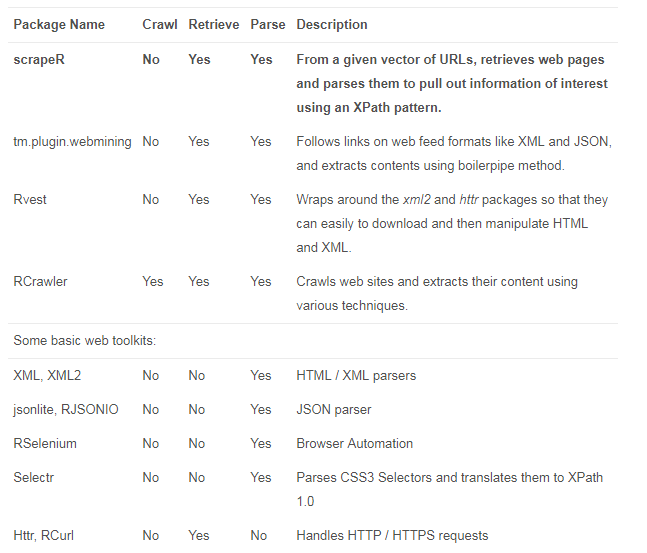 Package Name Crawl Retrieve Parse Description
scrapeR No Yes Yes From a given vector of URLs, retrieves web pages
and parses them to pull out information of interest
using an XPath pattern.
tm.plugin.webmining No Yes Yes Follows links on web feed formats like XML and JSON,
and extracts contents using boilerpipe method.
Rvest No Yes Yes Wraps around the xml2 and httr packages so that they
can easily to download and then manipulate HTML
and XML.
RCrawler Yes Yes Yes Crawls web sites and extracts their content using
various techniques.
Some basic web toolkits:
XML, XML2 No No Yes HTML / XML parsers
jsonlite, RJSONIO No No Yes JSON parser
RSelenium No No Yes Browser Automation
Selectr No No Yes Parses CSS3 Selectors and translates them to XPath
1.0
Httr, RCurl No Yes No Handles HTTP / HTTPS requests